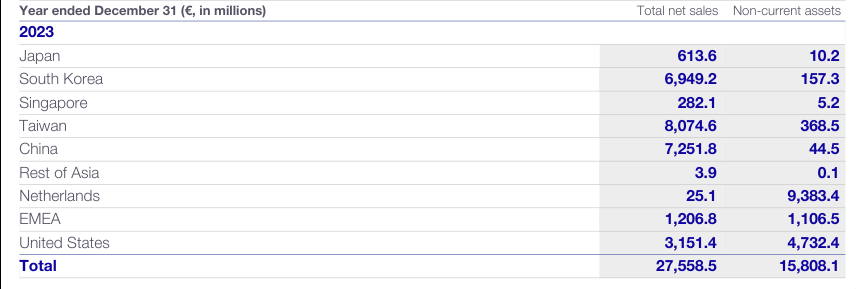 Year ended December 31 (€, in millions) Total net sales Non-current assets
2023
Japan 613.6 10.2
South Korea 6,949.2 157.3
Singapore 282.1 5.2
Taiwan 8,074.6 368.5
China 7,251.8 44.5
Rest of Asia 3.9 0.1
Netherlands 25.1 9,383.4
EMEA 1,206.8 1,106.5
United States 3,151.4 4,732.4
Total 27,558.5 15,808.1